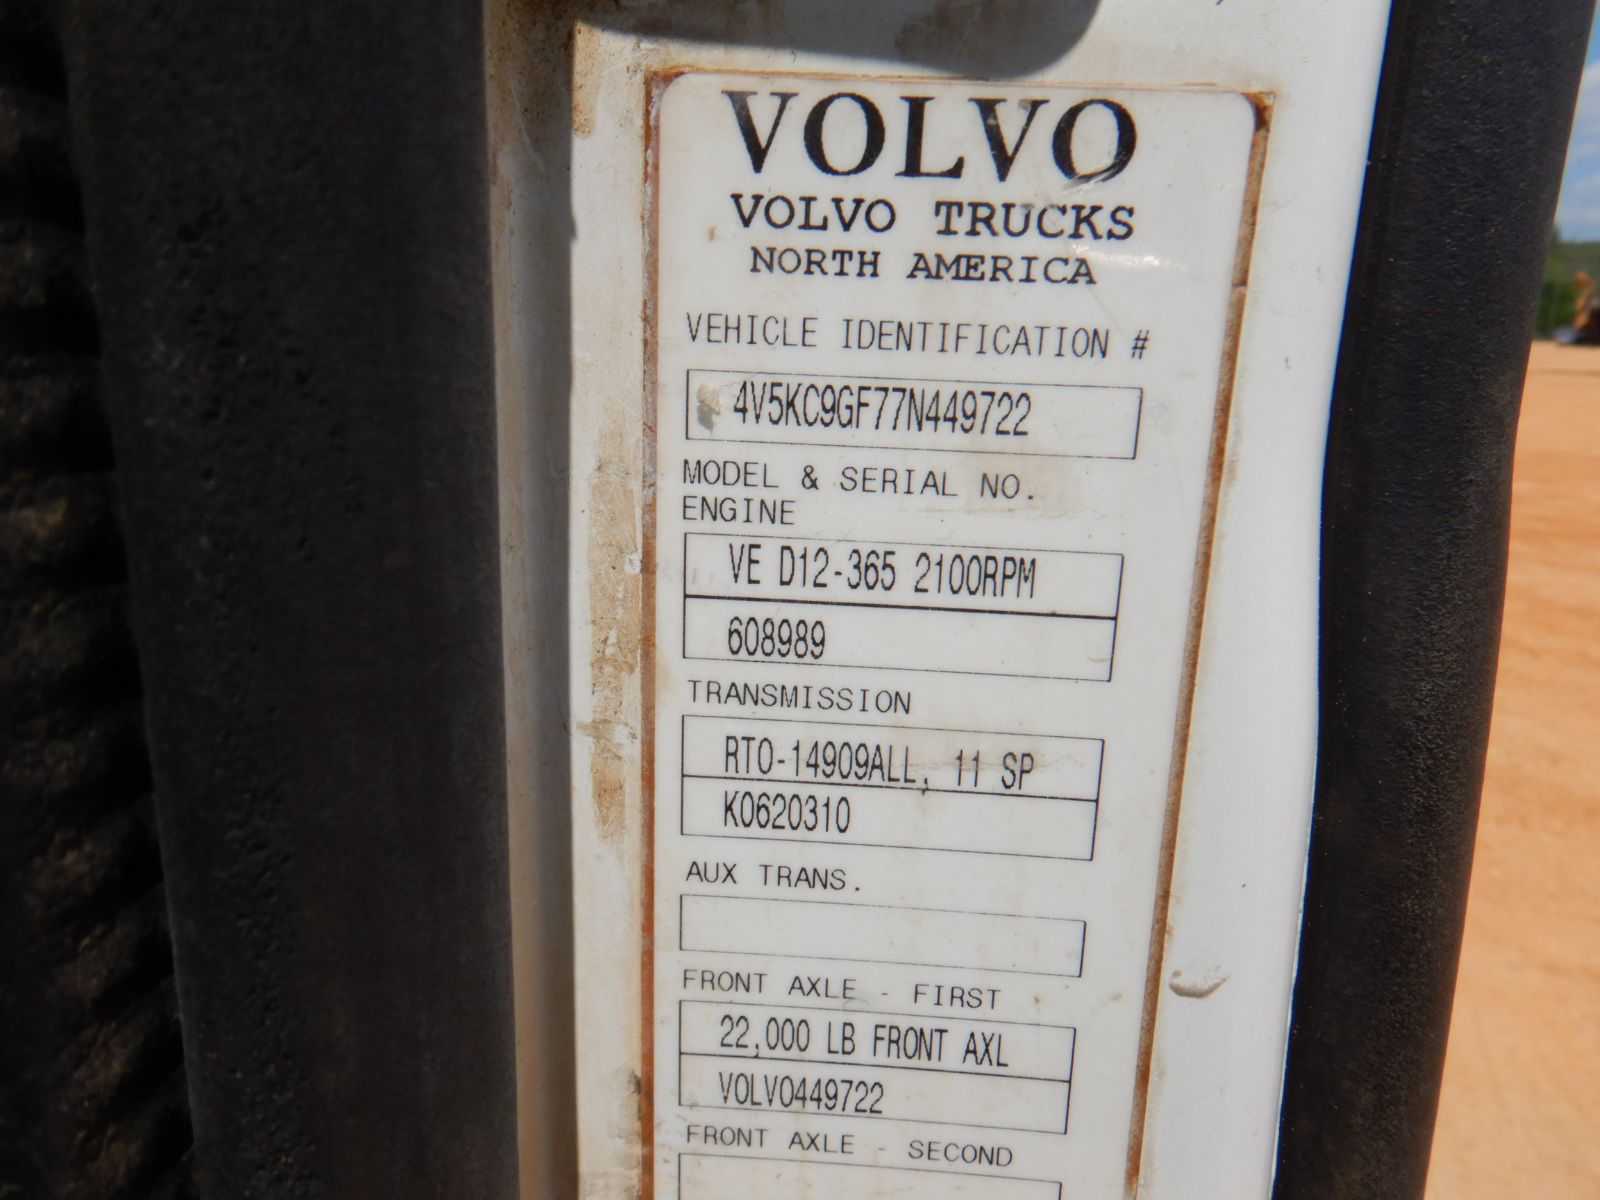 VOLVO
VOLVO TRUCKS
NORTH AMERICA
VEHICLE IDENTIFICATION #
4V5KC9GF77N449722
MODEL & SERIAL NO.
ENGINE
VE D12-365 2100RPM
608989
TRANSMISSION
RTO-14909ALL, 11 SP
K0620310
AUX TRANS.
FRONT AXLE - FIRST
22,000 LB FRONT AXL
VOLVO449722
FRONT AXLE - SECOND